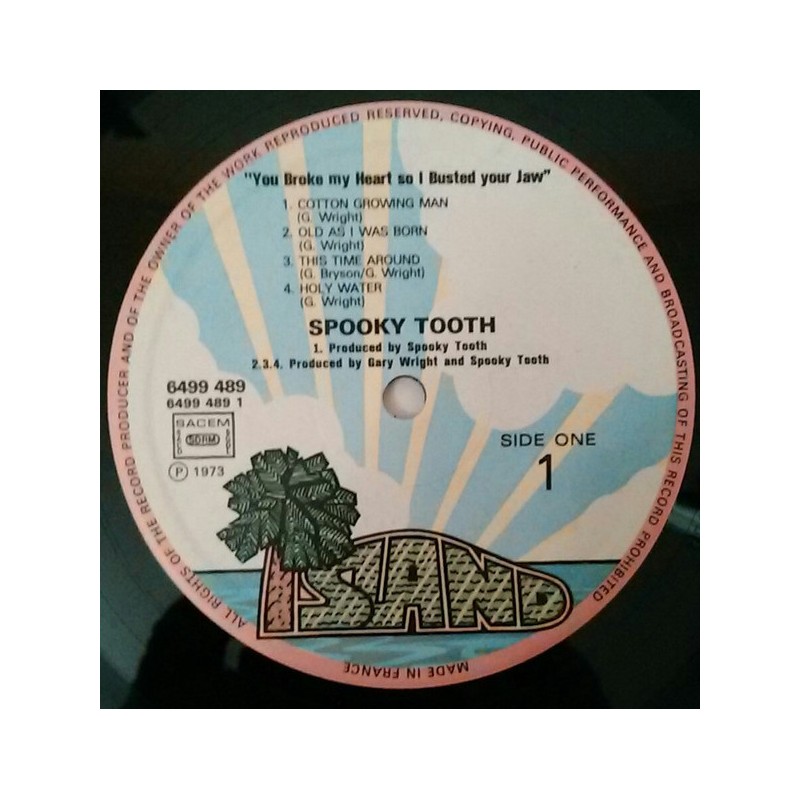 ALL RIGHTS OF THE RECORD PRODUCER AND OF THE OWNER OF THE WORK REPRODUCED RESERVED, COPYING, PUBLIC PERFORMANCE AND BROADCASTING OF THIS RECORD PROHIBITED
"You Broke my Heart so I Busted your Jaw"
1. COTTON GROWING MAN
(G. Wright)
2. OLD AS I WAS BORN
(G. Wright)
3. THIS TIME AROUND
(G. Bryson/G. Wright)
4. HOLY WATER
(G. Wright)
SPOOKY TOOTH
1. Produced by Spooky Tooth
2.3.4. Produced by Gary Wright and Spooky Tooth
6499 489
6499 489 1
SACEM
SDRM
Ⓟ 1973
SIDE ONE
1
ISLAND
MADE IN FRANCE